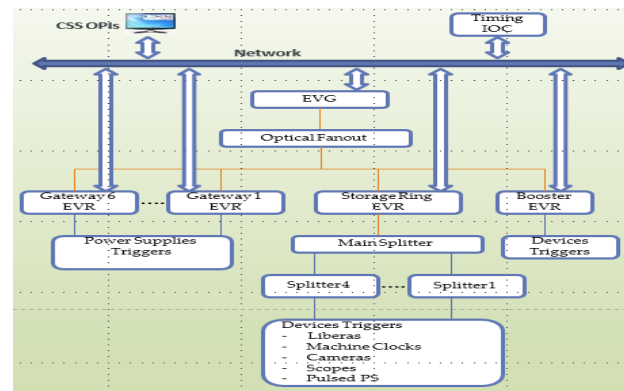 CSS OPIs
Timing
IOC
Network
EVG
Optical Fanout
Gateway 6
EVR
Gateway 1
EVR
Storage Ring
EVR
Booster
EVR
Power Supplies
Triggers
Main Splitter
Devices
Triggers
Splitter4
Splitter1
Devices Triggers
- Liberas
- Machine Clocks
- Cameras
- Scopes
- Pulsed PS